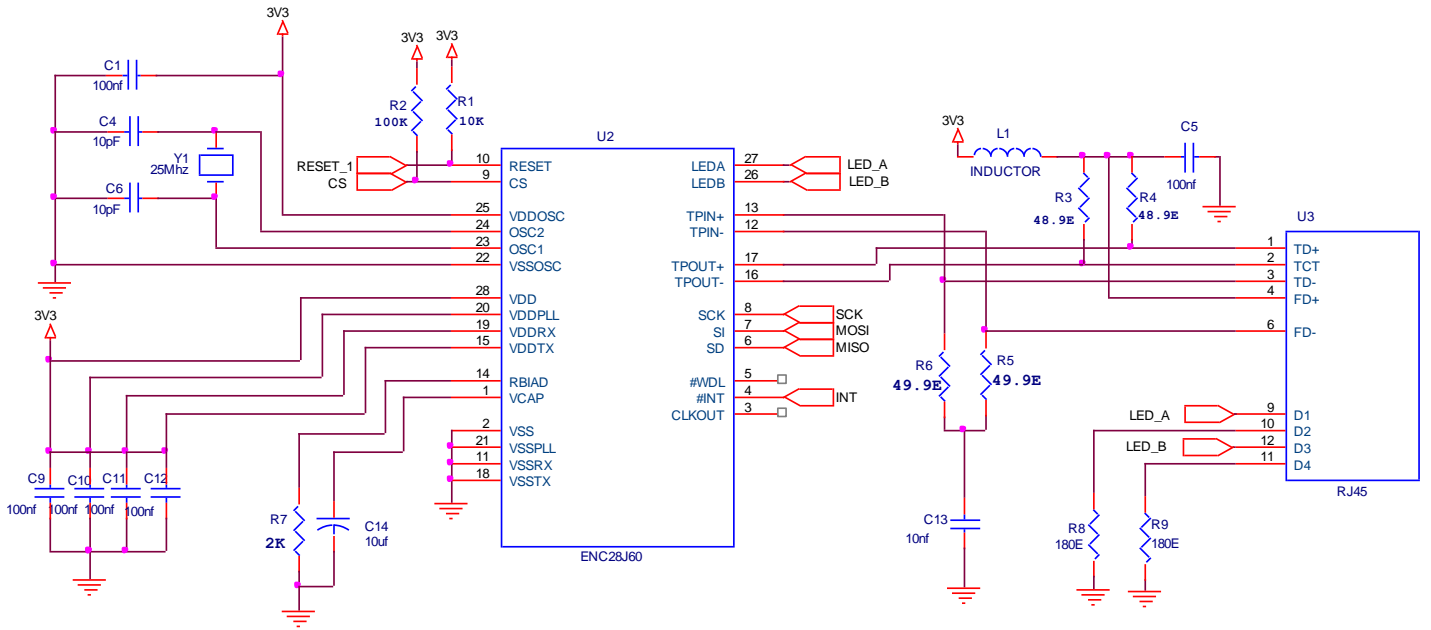 3V3
C1
100nf
C4
10pF
Y1
25Mhz
C6
10pF
3V3
3V3
R2
100K
R1
10K
RESET_1
CS
U2
10 RESET
9 CS
25 VDDOSC
24 OSC2
23 OSC1
22 VSSOSC
28 VDD
20 VDDPLL
19 VDDRX
15 VDDTX
14 RBIAD
1 VCAP
2 VSS
21 VSSPLL
11 VSSRX
18 VSSTX
LEDA 27 LED_A
LEDB 26 LED_B
TPIN+ 13
TPIN- 12
TPOUT+ 17
TPOUT- 16
SCK 8 SCK
SI 7 MOSI
SD 6 MISO
#WDL 5
#INT 4 INT
CLKOUT 3
ENC28J60
3V3
C9
100nf
C10
100nf
C11
100nf
C12
100nf
R7
2K
C14
10uf
3V3
L1
INDUCTOR
C5
100nf
R3
48.9E
R4
48.9E
R6
49.9E
R5
49.9E
C13
10nf
U3
1 TD+
2 TCT
3 TD-
4 FD+
6 FD-
LED_A 9 D1
10 D2
LED_B 12 D3
11 D4
RJ45
R8
180E
R9
180E